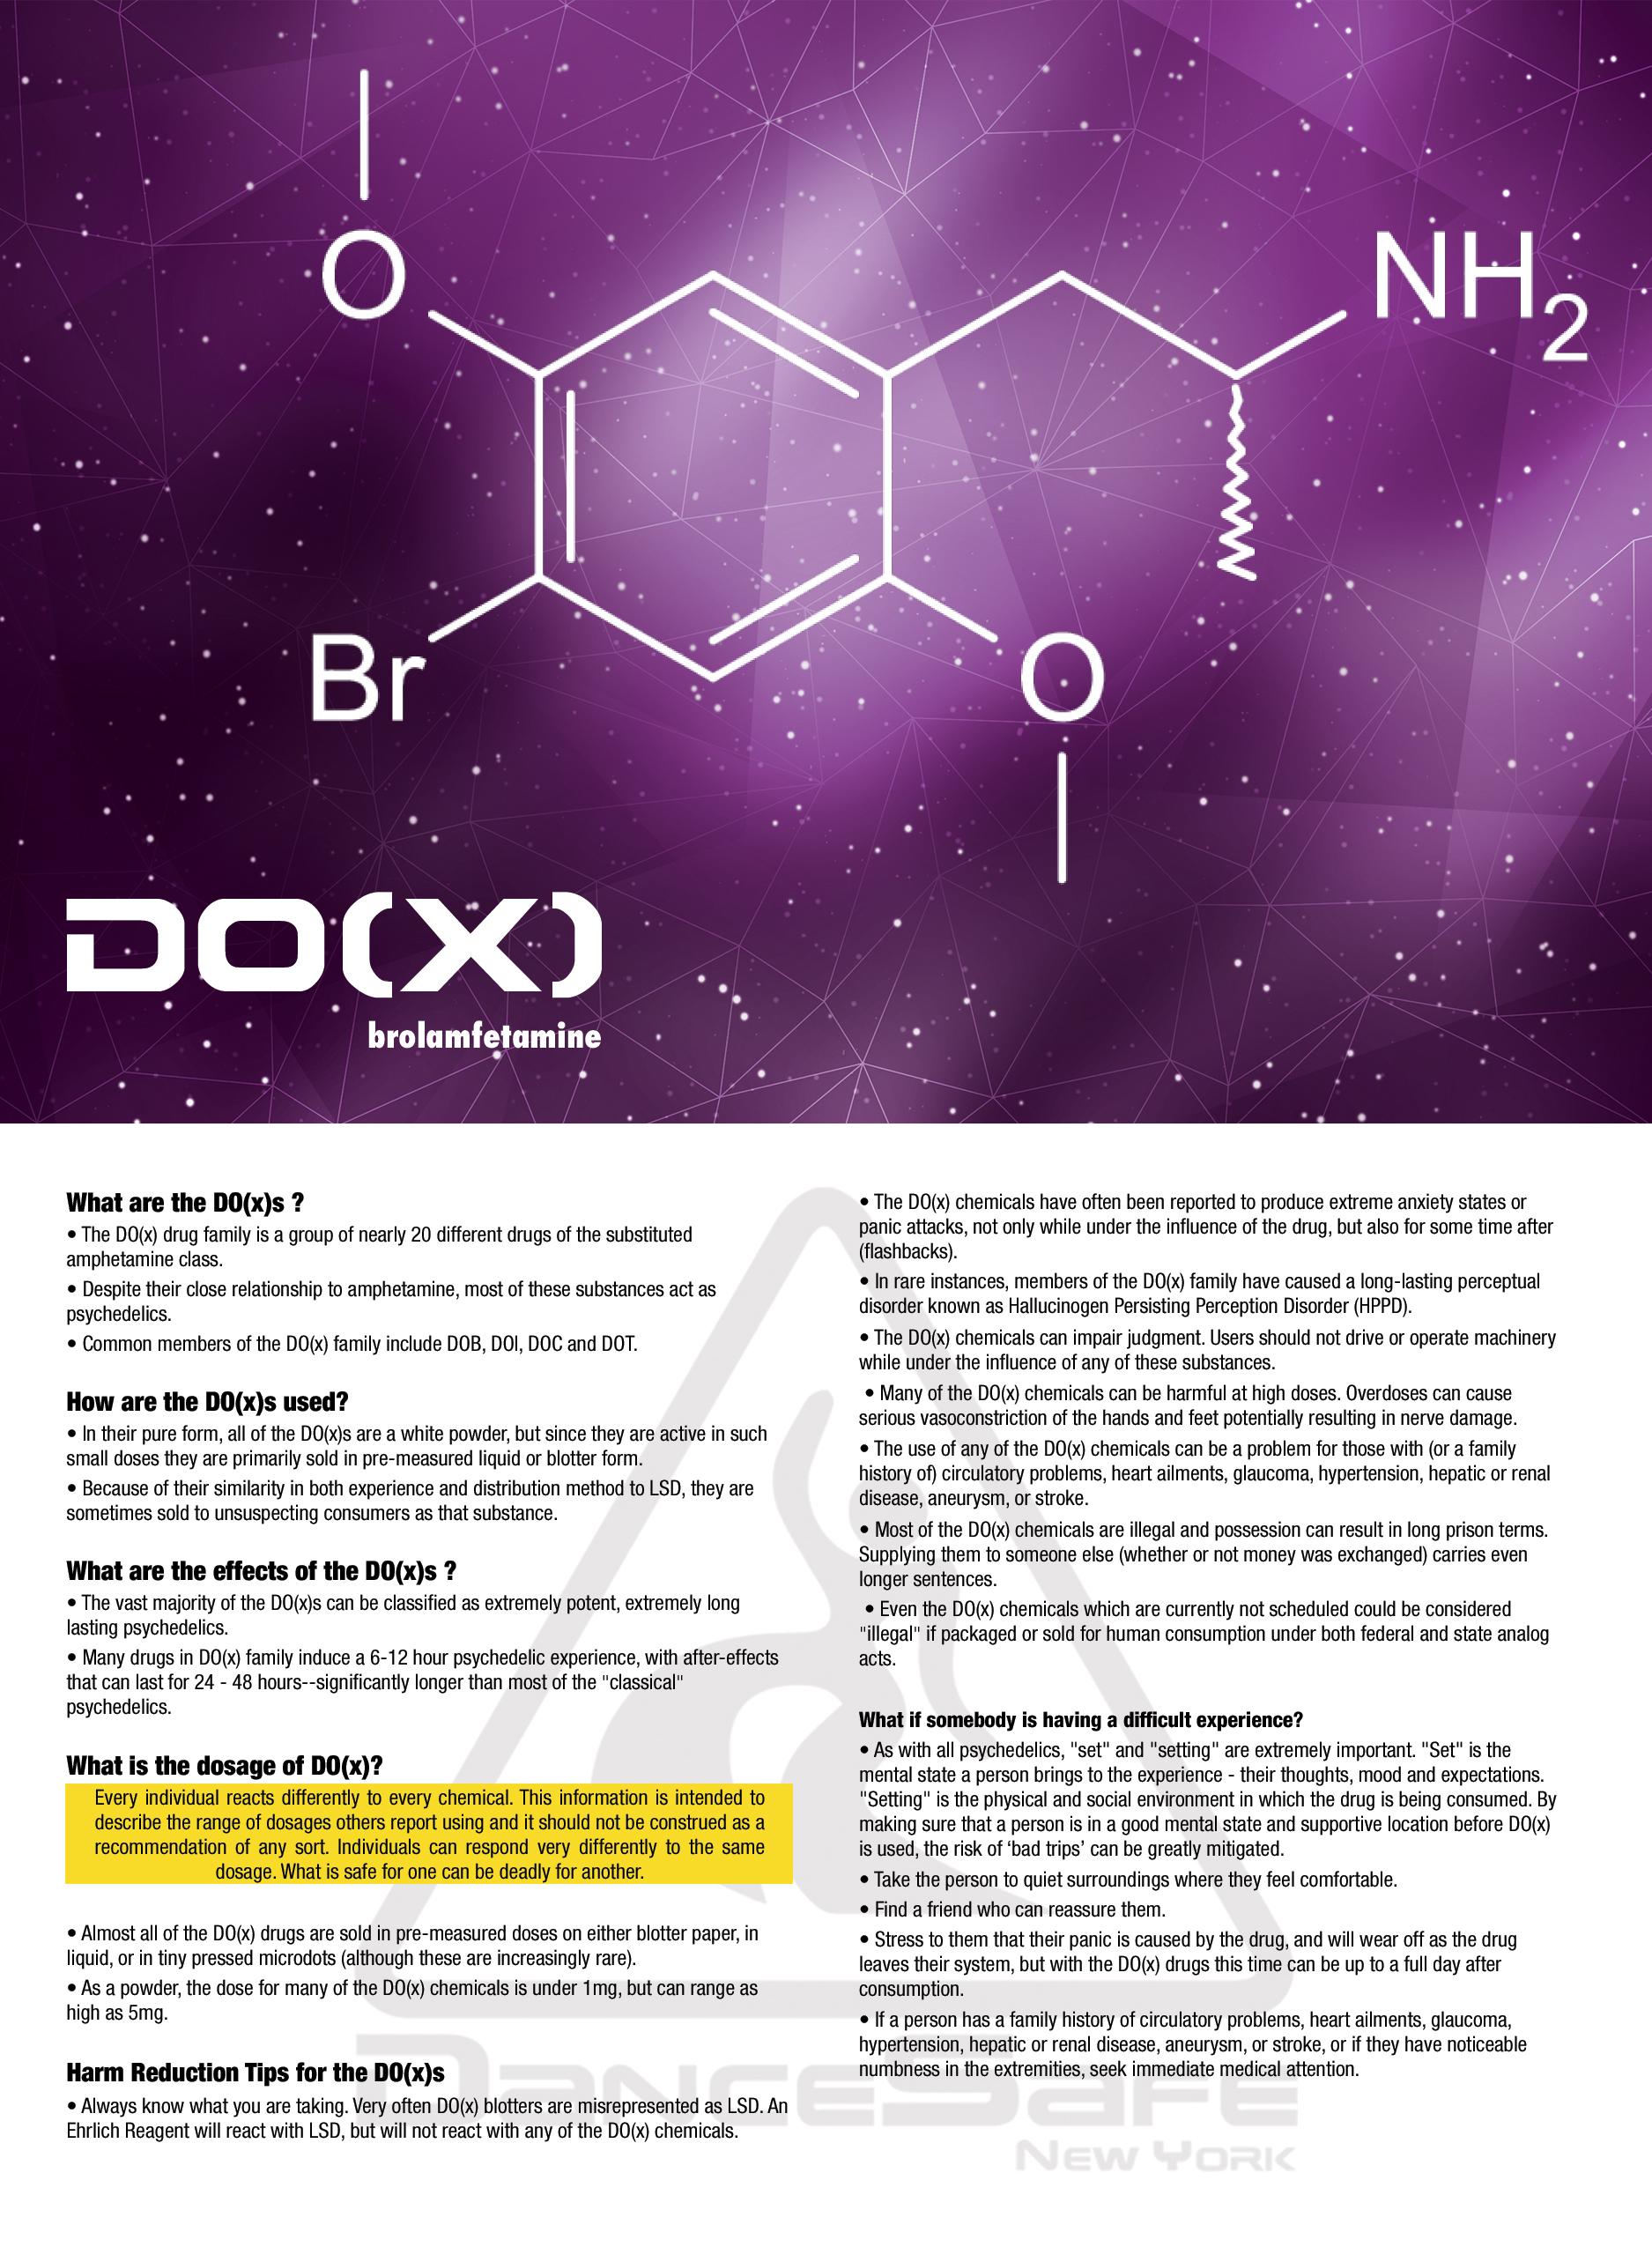 O
NH2
Br
O
DO(X)
brolamfetamine
What are the DO(x)s ?
• The DO(x) drug family is a group of nearly 20 different drugs of the substituted
amphetamine class.
• Despite their close relationship to amphetamine, most of these substances act as
psychedelics.
• Common members of the DO(x) family include DOB, DOI, DOC and DOT.
How are the DO(x)s used?
• In their pure form, all of the DO(x)s are a white powder, but since they are active in such
small doses they are primarily sold in pre-measured liquid or blotter form.
• Because of their similarity in both experience and distribution method to LSD, they are
sometimes sold to unsuspecting consumers as that substance.
What are the effects of the DO(x)s ?
• The vast majority of the DO(x)s can be classified as extremely potent, extremely long
lasting psychedelics.
• Many drugs in DO(x) family induce a 6-12 hour psychedelic experience, with after-effects
that can last for 24 - 48 hours--significantly longer than most of the "classical"
psychedelics.
What is the dosage of DO(x)?
Every individual reacts differently to every chemical. This information is intended to
describe the range of dosages others report using and it should not be construed as a
recommendation of any sort. Individuals can respond very differently to the same
dosage. What is safe for one can be deadly for another.
• Almost all of the DO(x) drugs are sold in pre-measured doses on either blotter paper, in
liquid, or in tiny pressed microdots (although these are increasingly rare).
• As a powder, the dose for many of the DO(x) chemicals is under 1mg, but can range as
high as 5mg.
Harm Reduction Tips for the DO(x)s
• Always know what you are taking. Very often DO(x) blotters are misrepresented as LSD. An
Ehrlich Reagent will react with LSD, but will not react with any of the DO(x) chemicals.
• The DO(x) chemicals have often been reported to produce extreme anxiety states or
panic attacks, not only while under the influence of the drug, but also for some time after
(flashbacks).
• In rare instances, members of the DO(x) family have caused a long-lasting perceptual
disorder known as Hallucinogen Persisting Perception Disorder (HPPD).
• The DO(x) chemicals can impair judgment. Users should not drive or operate machinery
while under the influence of any of these substances.
• Many of the DO(x) chemicals can be harmful at high doses. Overdoses can cause
serious vasoconstriction of the hands and feet potentially resulting in nerve damage.
• The use of any of the DO(x) chemicals can be a problem for those with (or a family
history of) circulatory problems, heart ailments, glaucoma, hypertension, hepatic or renal
disease, aneurysm, or stroke.
• Most of the DO(x) chemicals are illegal and possession can result in long prison terms.
Supplying them to someone else (whether or not money was exchanged) carries even
longer sentences.
• Even the DO(x) chemicals which are currently not scheduled could be considered
"illegal" if packaged or sold for human consumption under both federal and state analog
acts.
What if somebody is having a difficult experience?
• As with all psychedelics, "set" and "setting" are extremely important. "Set" is the
mental state a person brings to the experience - their thoughts, mood and expectations.
"Setting" is the physical and social environment in which the drug is being consumed. By
making sure that a person is in a good mental state and supportive location before DO(x)
is used, the risk of ‘bad trips’ can be greatly mitigated.
• Take the person to quiet surroundings where they feel comfortable.
• Find a friend who can reassure them.
• Stress to them that their panic is caused by the drug, and will wear off as the drug
leaves their system, but with the DO(x) drugs this time can be up to a full day after
consumption.
• If a person has a family history of circulatory problems, heart ailments, glaucoma,
hypertension, hepatic or renal disease, aneurysm, or stroke, or if they have noticeable
numbness in the extremities, seek immediate medical attention.
DanceSafe
New York